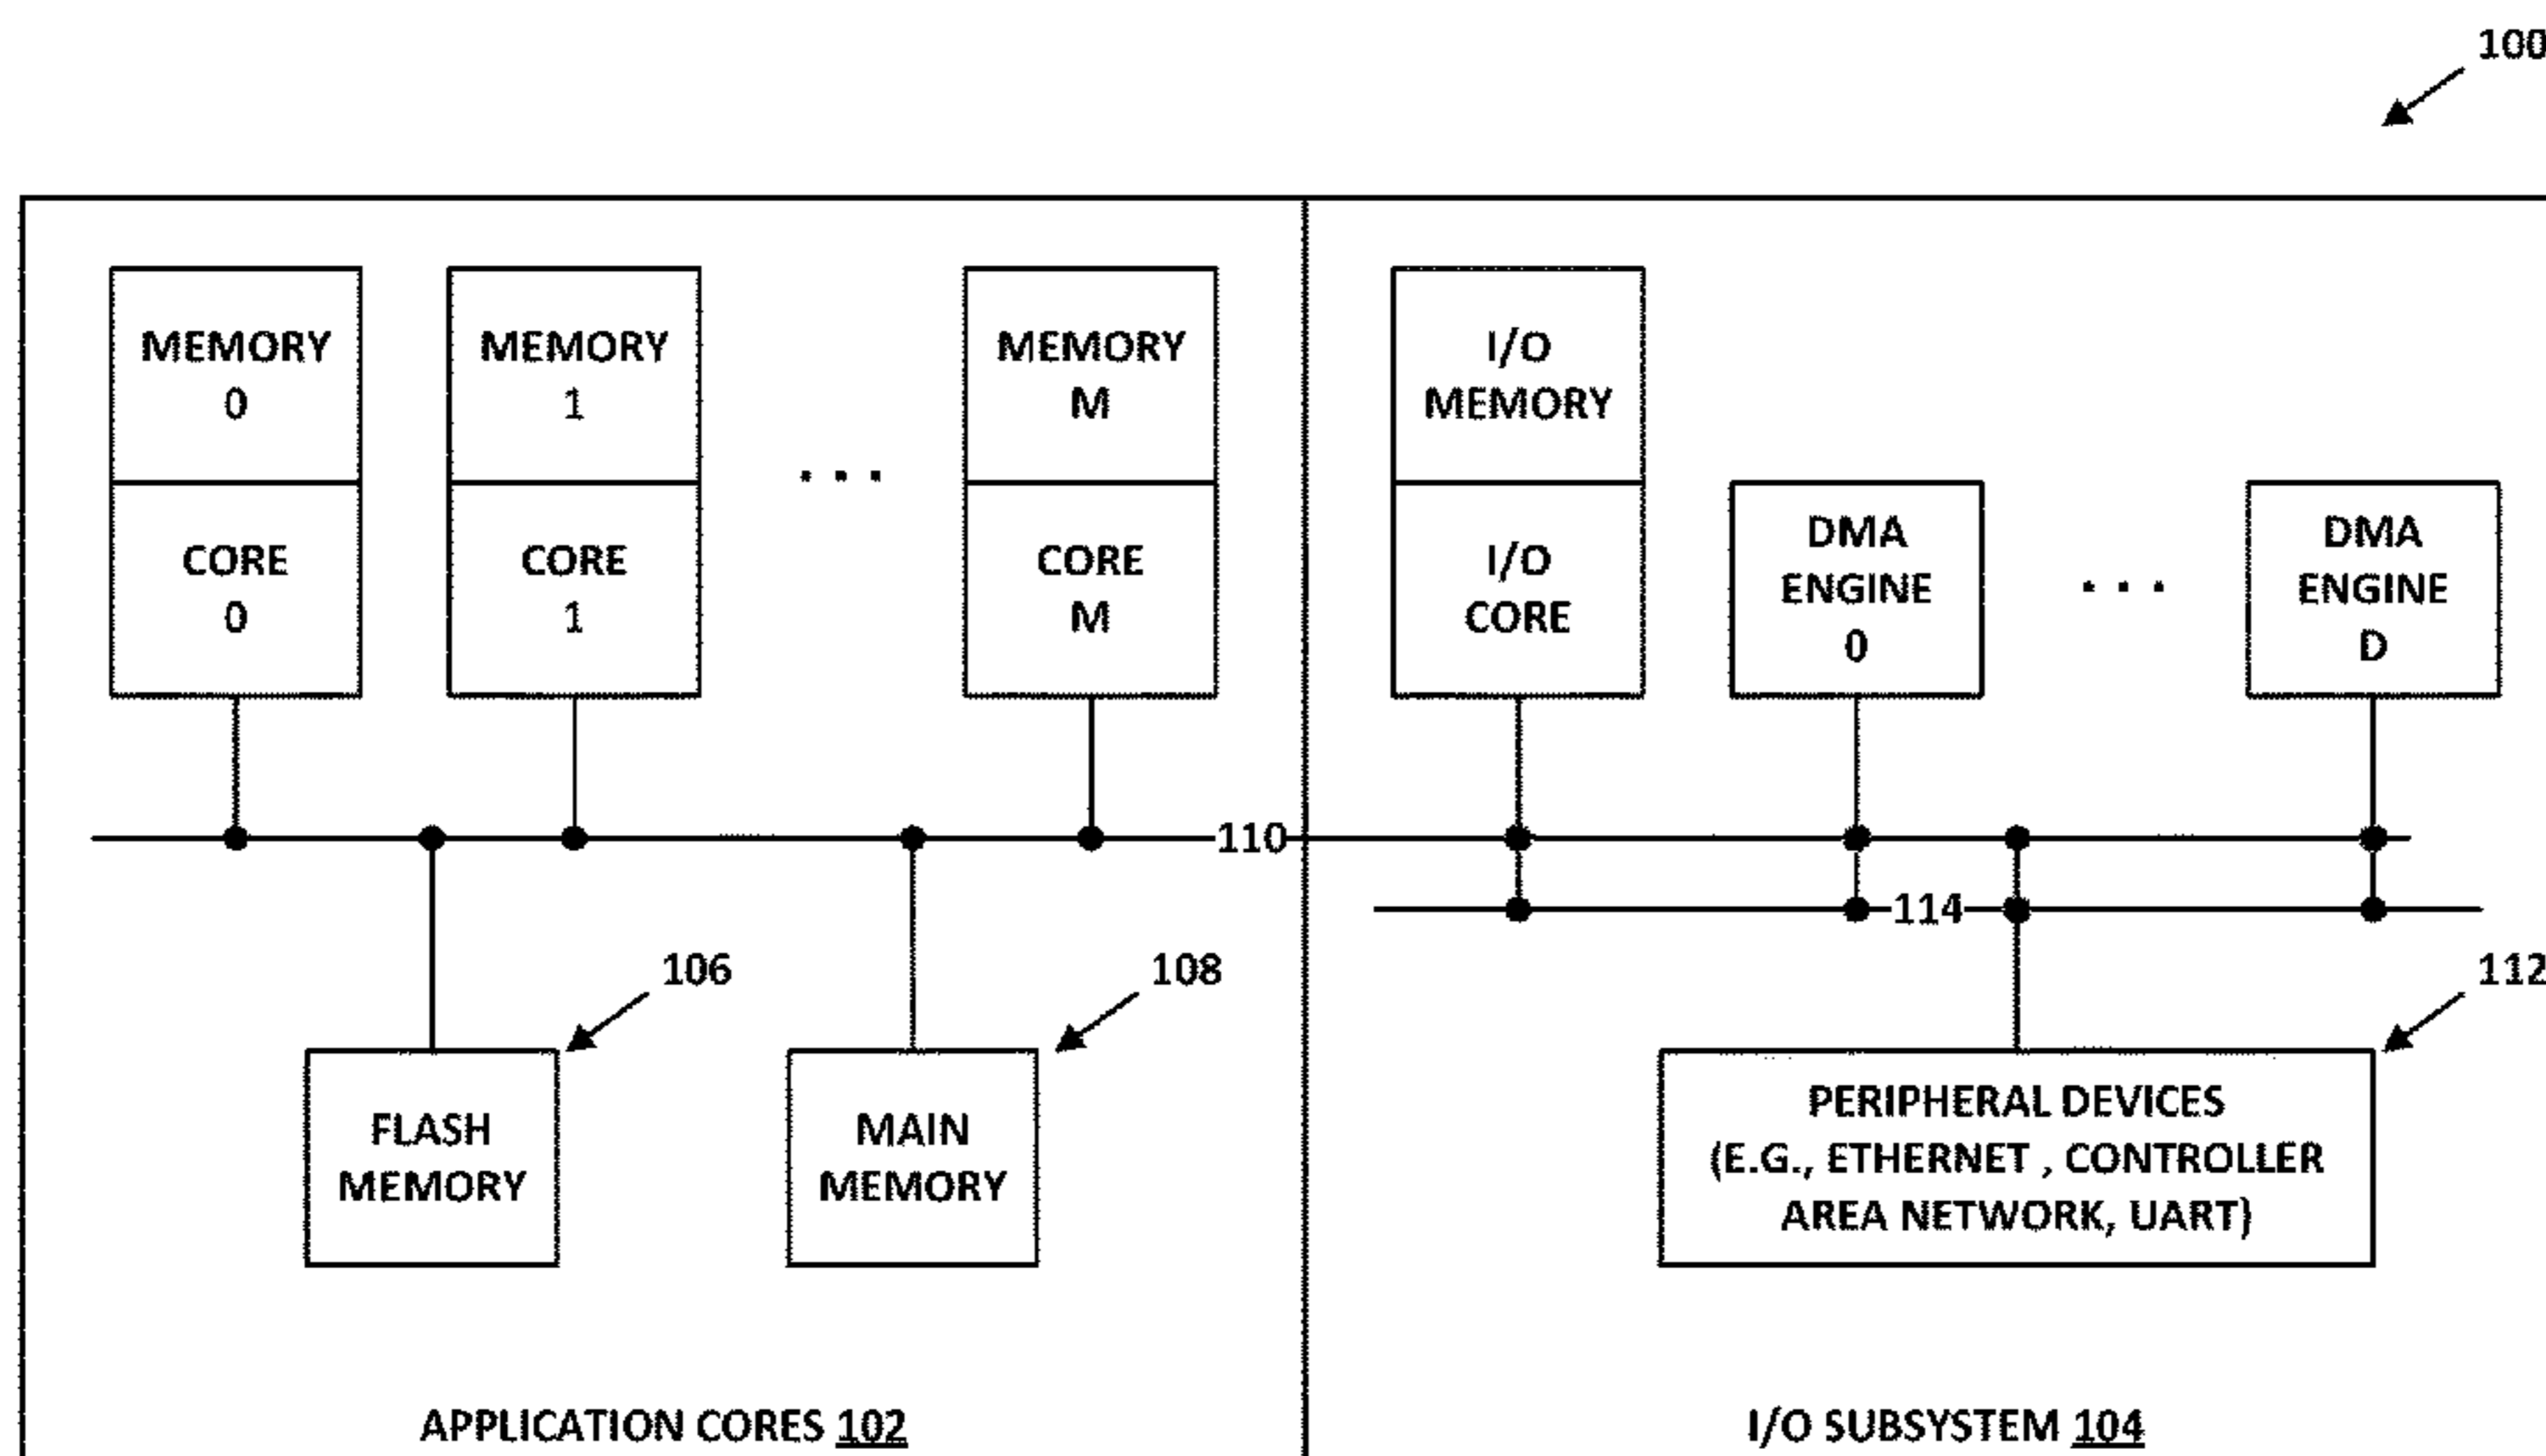 100
MEMORY
0
CORE
0
MEMORY
1
CORE
1
. . .
MEMORY
M
CORE
M
I/O
MEMORY
I/O
CORE
DMA
ENGINE
0
. . .
DMA
ENGINE
D
110
114
106
FLASH
MEMORY
108
MAIN
MEMORY
112
PERIPHERAL DEVICES
(E.G., ETHERNET , CONTROLLER
AREA NETWORK, UART)
APPLICATION CORES 102
I/O SUBSYSTEM 104